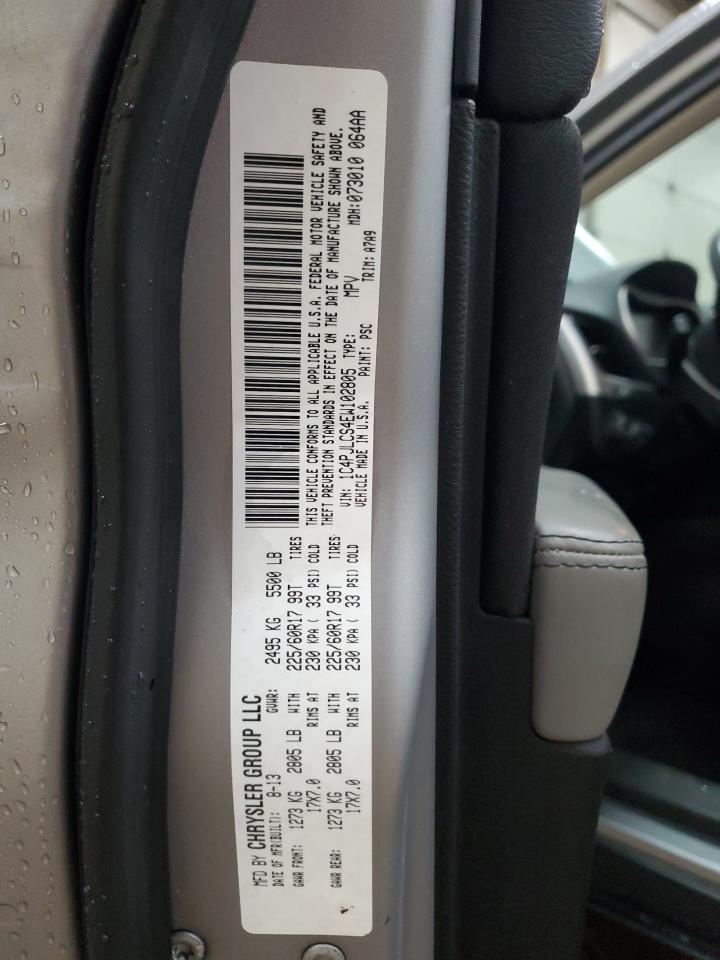 MFD BY CHRYSLER GROUP LLC
DATE OF MFR(BUILT): 8-13 GVWR: 2495 KG 5500 LB
GAWR FRONT: 1273 KG 2805 LB WITH 225/60R17 99T TIRES
17X7.0 RIMS AT 230 KPA ( 33 PSI) COLD
GAWR REAR: 1273 KG 2805 LB WITH 225/60R17 99T TIRES
17X7.0 RIMS AT 230 KPA ( 33 PSI) COLD
THIS VEHICLE CONFORMS TO ALL APPLICABLE U.S.A. FEDERAL MOTOR VEHICLE SAFETY AND
THEFT PREVENTION STANDARDS IN EFFECT ON THE DATE OF MANUFACTURE SHOWN ABOVE.
VIN: 1C4PJLCS4EW102805 TYPE: MPV MDH:073010 064AA
VEHICLE MADE IN U.S.A. PAINT: PSC TRIM: A7A9